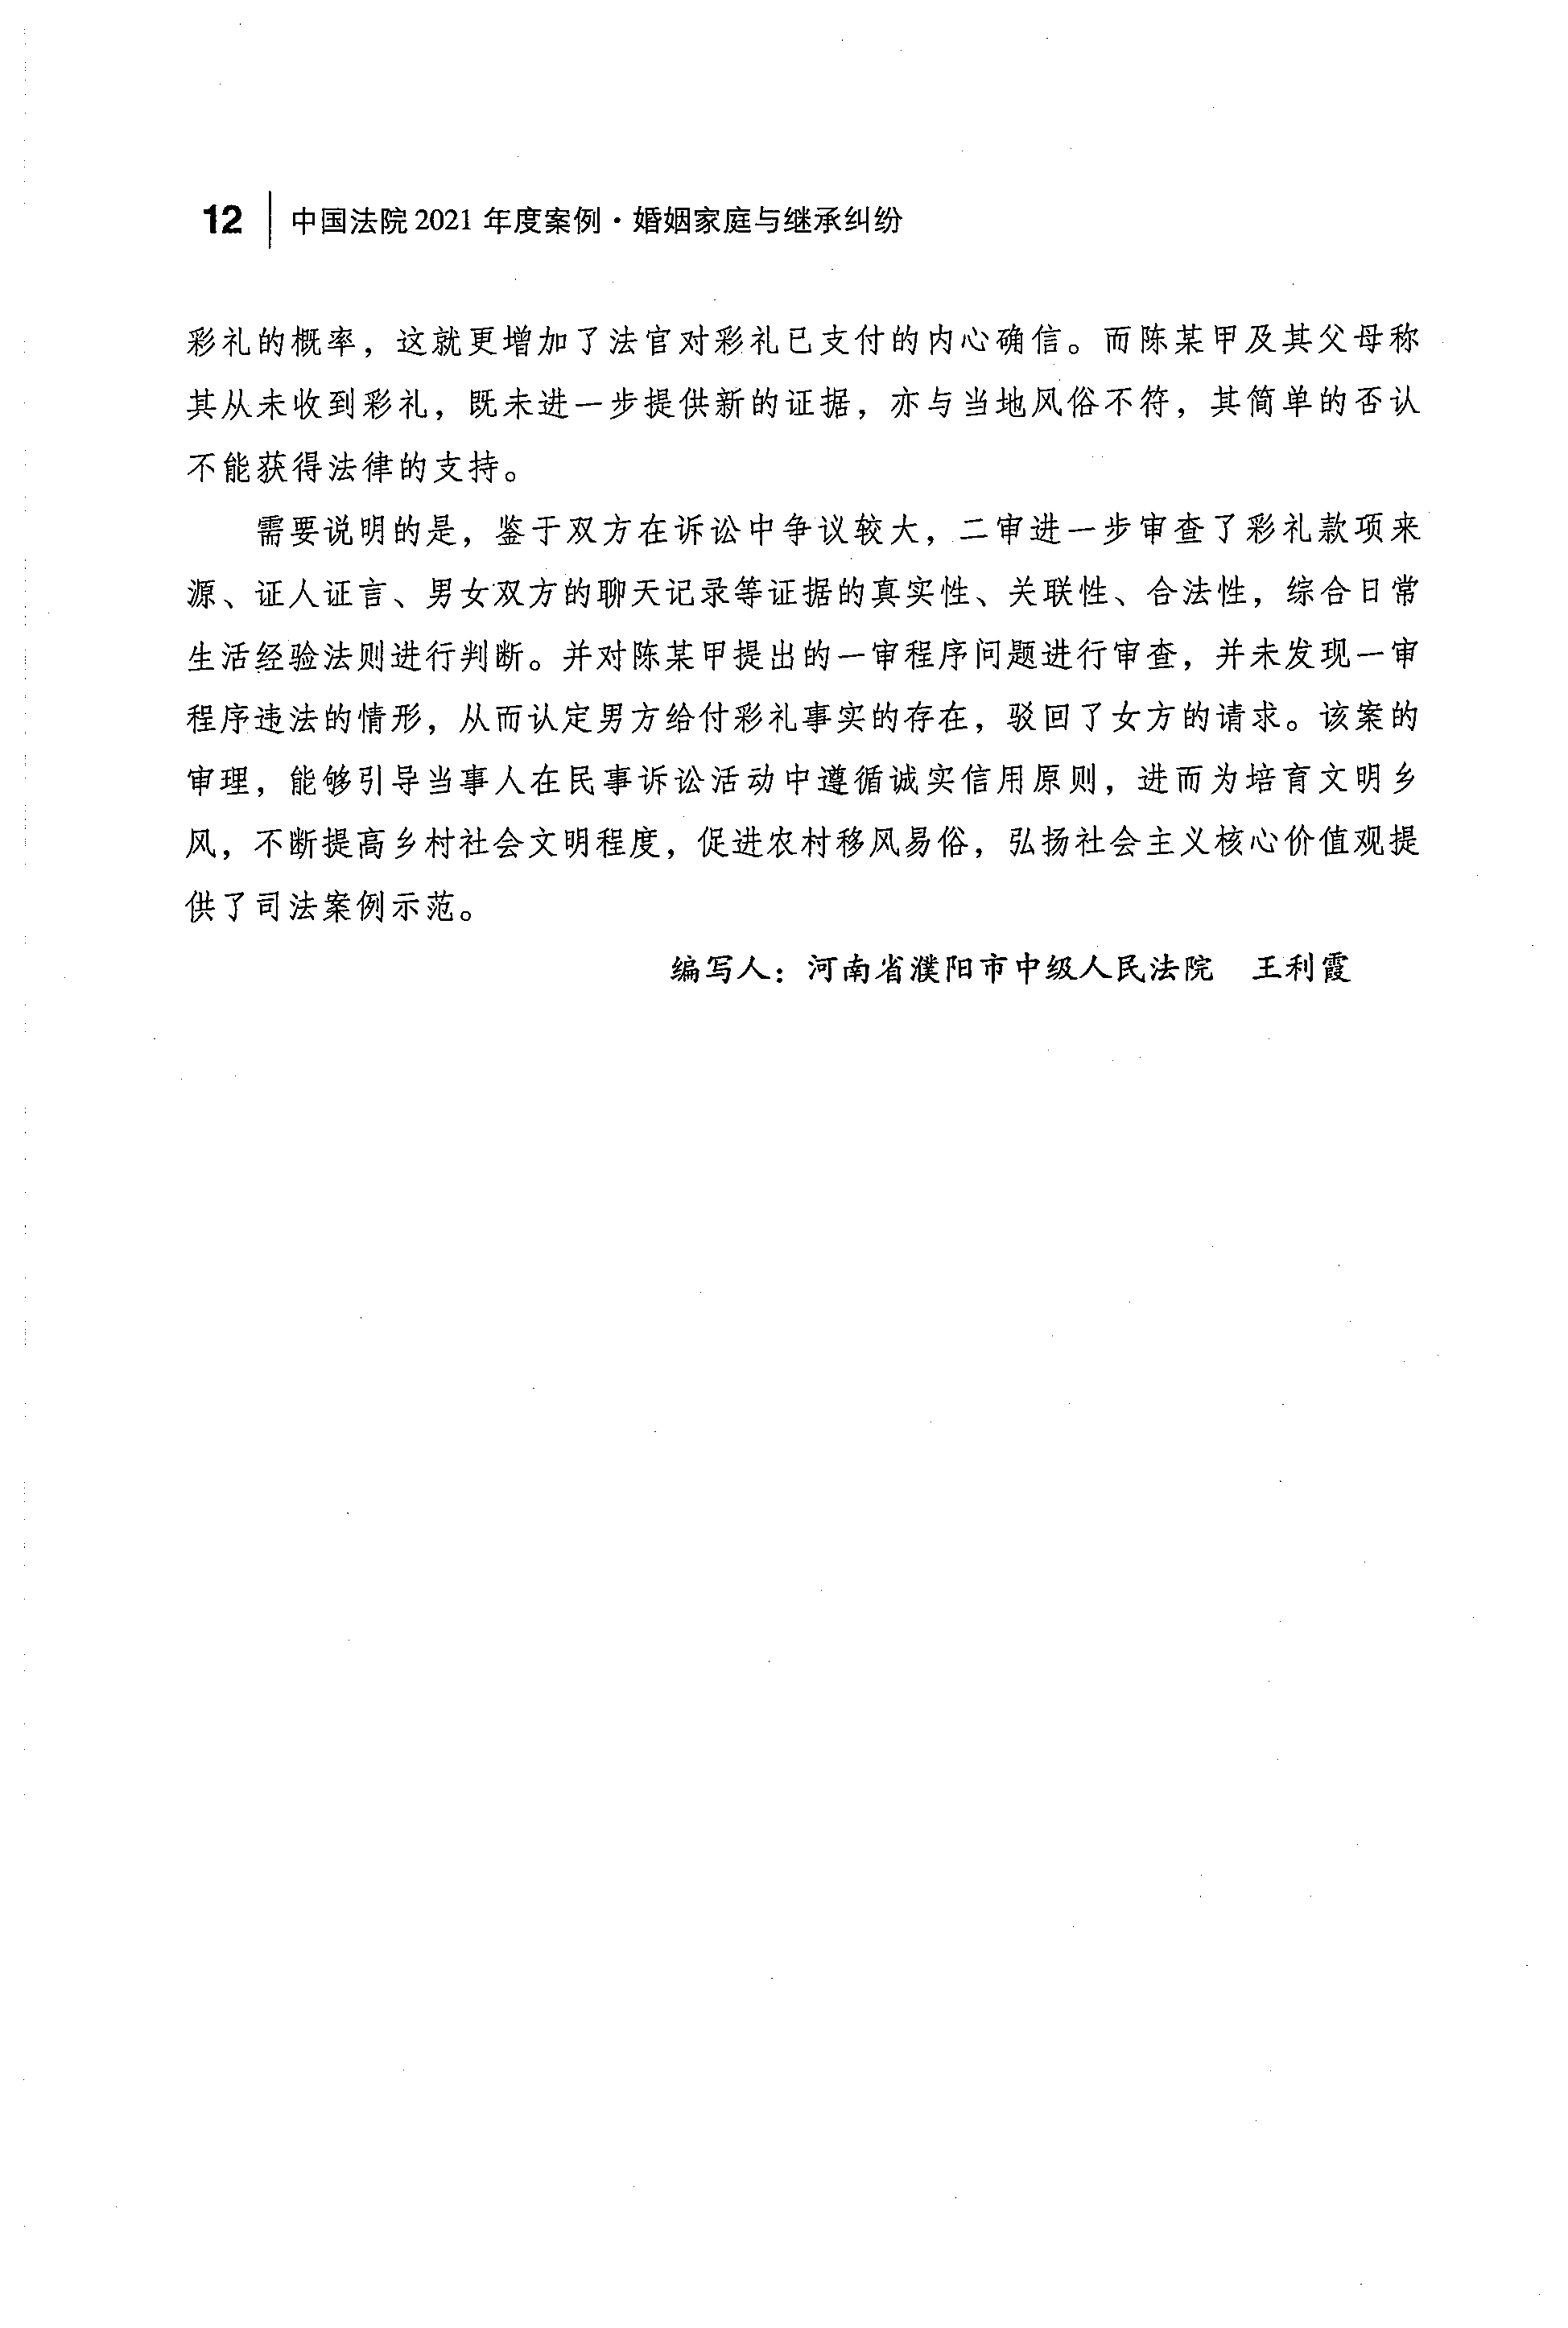 12 中国法院2021年度案例·婚姻家庭与继承纠纷
彩礼的概率，这就更增加了法官对彩礼已支付的内心确信。而陈某甲及其父母称
其从未收到彩礼，既未进一步提供新的证据，亦与当地风俗不符，其简单的否认
不能获得法律的支持。
需要说明的是，鉴于双方在诉讼中争议较大，二审进一步审查了彩礼款项来
源、证人证言、男女双方的聊天记录等证据的真实性、关联性、合法性，综合日常
生活经验法则进行判断。并对陈某甲提出的一审程序问题进行审查，并未发现一审
程序违法的情形，从而认定男方给付彩礼事实的存在，驳回了女方的请求。该案的
审理，能够引导当事人在民事诉讼活动中遵循诚实信用原则，进而为培育文明乡
风，不断提高乡村社会文明程度，促进农村移风易俗，弘扬社会主义核心价值观提
供了司法案例示范。
编写人：河南省濮阳市中级人民法院　王利霞